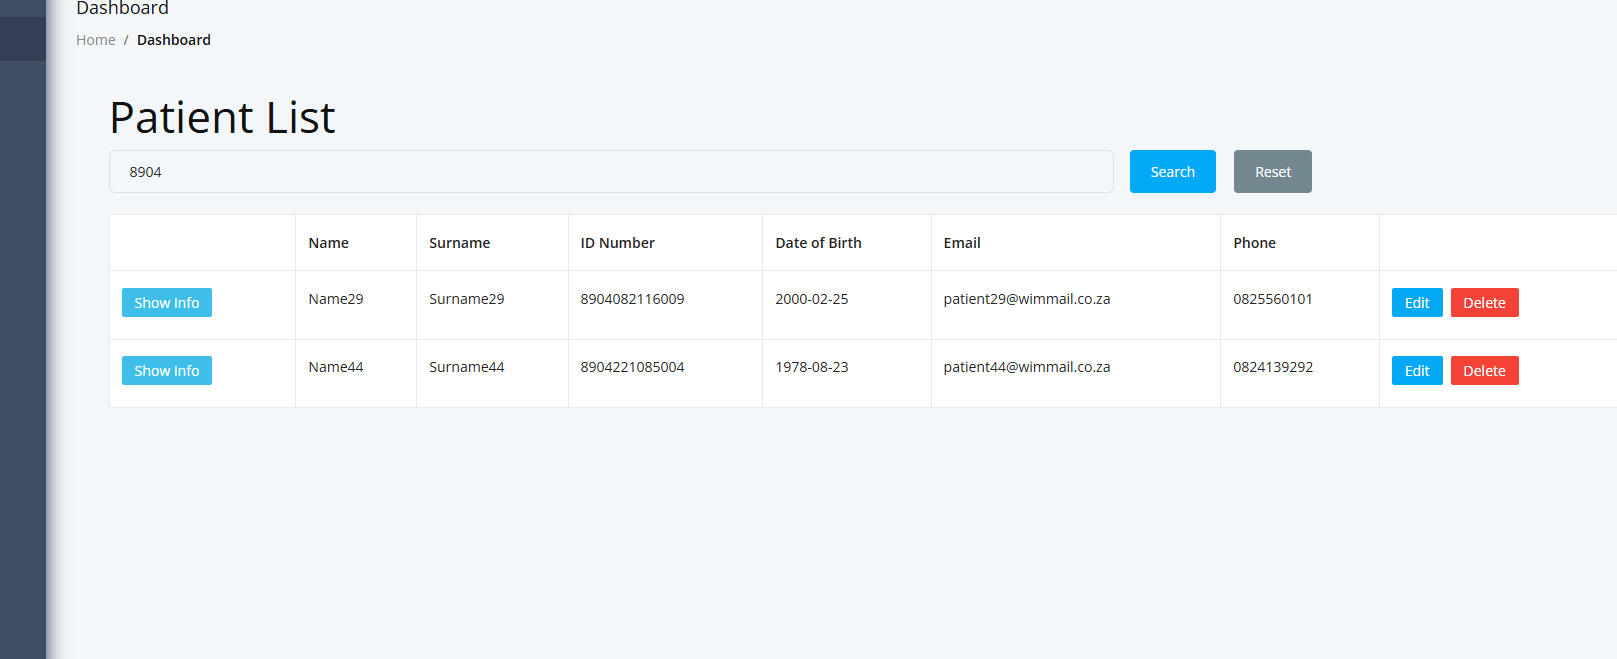 Dashboard
Home / Dashboard
Patient List
8904 Search Reset
Name Surname ID Number Date of Birth Email Phone
Show Info Name29 Surname29 8904082116009 2000-02-25 patient29@wimmail.co.za 0825560101 Edit Delete
Show Info Name44 Surname44 8904221085004 1978-08-23 patient44@wimmail.co.za 0824139292 Edit Delete